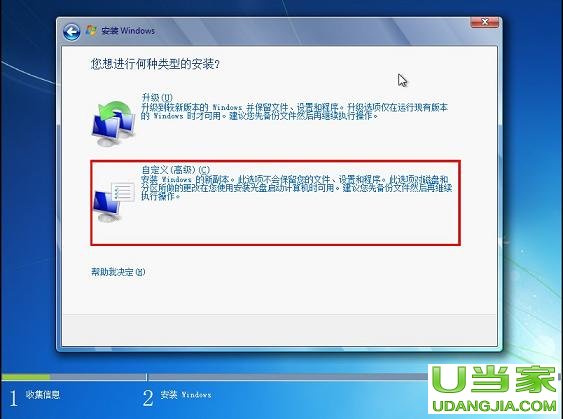 安装 Windows
您想进行何种类型的安装?
升级(U)
升级到较新版本的 Windows 并保留文件、设置和程序。升级选项仅在运行现有版本
的 Windows 时才可用。建议您先备份文件然后再继续执行操作。
自定义(高级)(C)
安装 Windows 的新副本。此选项不会保留您的文件、设置和程序。此选项对磁盘和
分区所做的更改在您使用安装光盘启动计算机时可用。建议您先备份文件然后再继续
执行操作。
帮助我决定(H)
1 收集信息
2 安装 Windows
U当家
UDANGJIA.COM